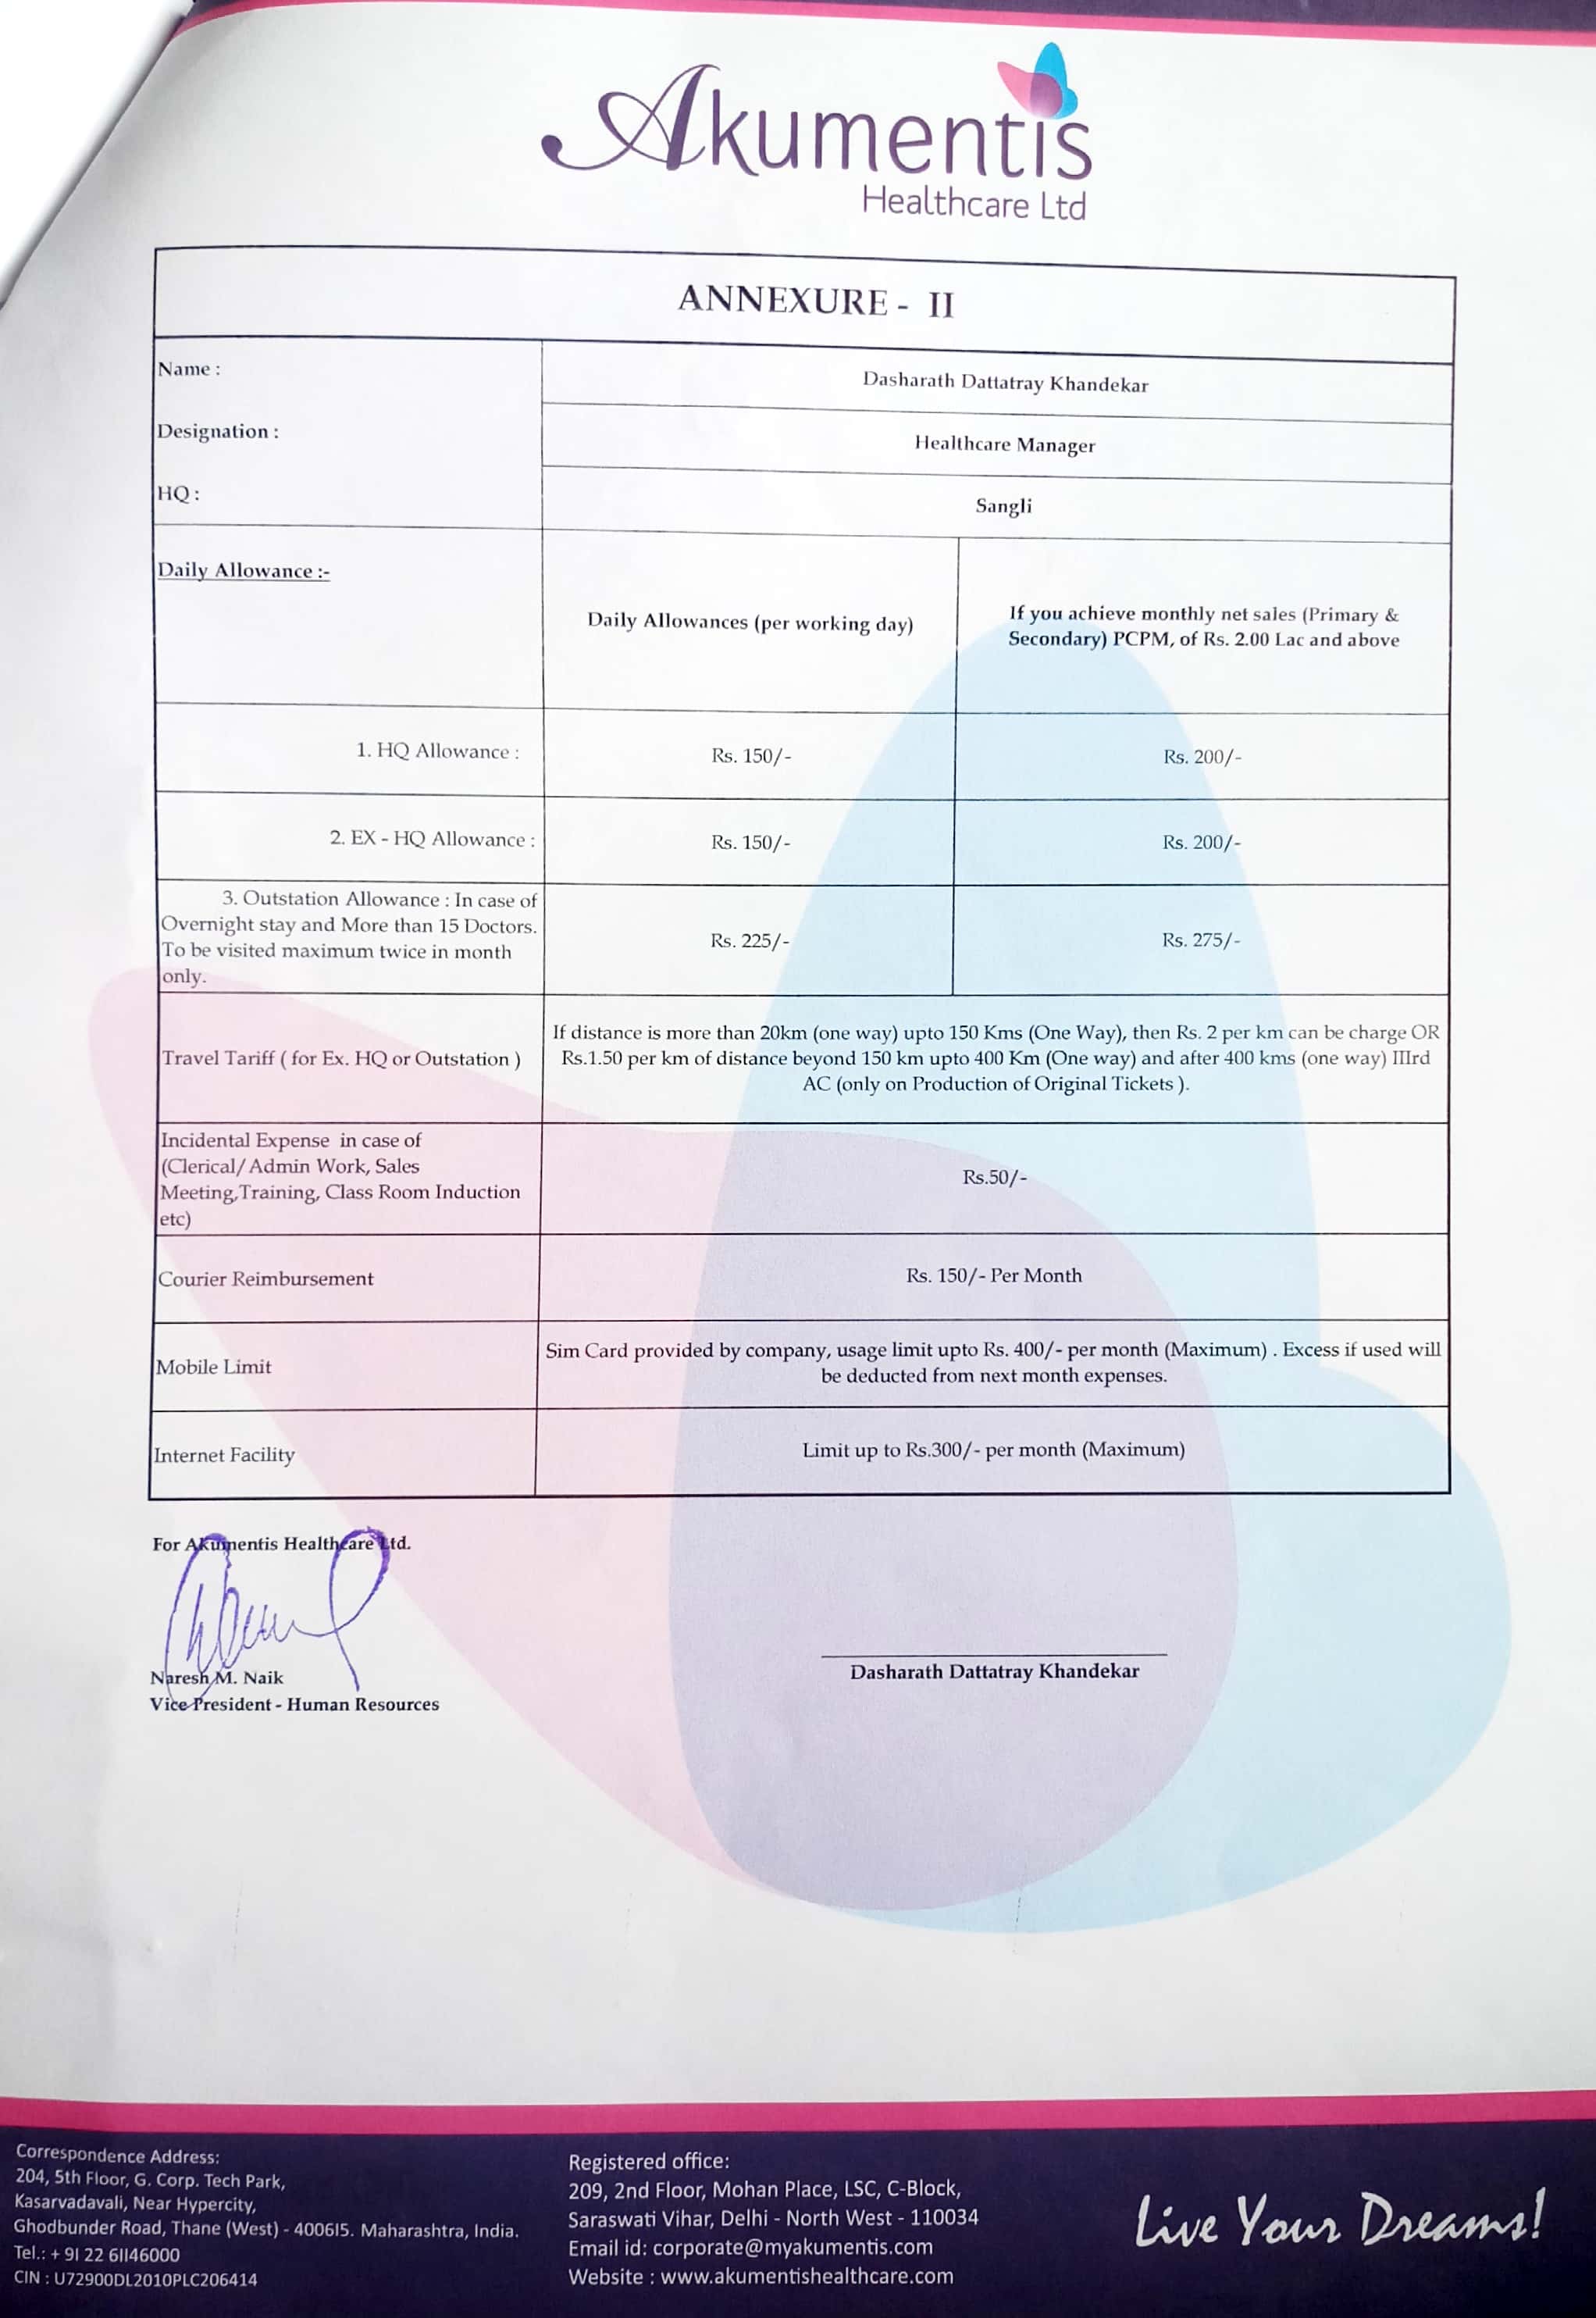 Akumentis
Healthcare Ltd
ANNEXURE - II
Name :
Dasharath Dattatray Khandekar
Designation :
Healthcare Manager
HQ :
Sangli
Daily Allowance :-
Daily Allowances (per working day)
If you achieve monthly net sales (Primary &
Secondary) PCPM, of Rs. 2.00 Lac and above
1. HQ Allowance :
Rs. 150/-
Rs. 200/-
2. EX - HQ Allowance :
Rs. 150/-
Rs. 200/-
3. Outstation Allowance : In case of
Overnight stay and More than 15 Doctors.
To be visited maximum twice in month
only.
Rs. 225/-
Rs. 275/-
Travel Tariff ( for Ex. HQ or Outstation )
If distance is more than 20km (one way) upto 150 Kms (One Way), then Rs. 2 per km can be charge OR
Rs.1.50 per km of distance beyond 150 km upto 400 Km (One way) and after 400 kms (one way) IIIrd
AC (only on Production of Original Tickets ).
Incidental Expense in case of
(Clerical/ Admin Work, Sales
Meeting,Training, Class Room Induction
etc)
Rs.50/-
Courier Reimbursement
Rs. 150/- Per Month
Mobile Limit
Sim Card provided by company, usage limit upto Rs. 400/- per month (Maximum) . Excess if used will
be deducted from next month expenses.
Internet Facility
Limit up to Rs.300/- per month (Maximum)
For Akumentis Healthcare Ltd.
Naresh M. Naik
Vice President - Human Resources
Dasharath Dattatray Khandekar
Correspondence Address:
204, 5th Floor, G. Corp. Tech Park,
Kasarvadavali, Near Hypercity,
Ghodbunder Road, Thane (West) - 400615. Maharashtra, India.
Tel.: + 91 22 61146000
CIN : U72900DL2010PLC206414
Registered office:
209, 2nd Floor, Mohan Place, LSC, C-Block,
Saraswati Vihar, Delhi - North West - 110034
Email id: corporate@myakumentis.com
Website : www.akumentishealthcare.com
Live Your Dreams!